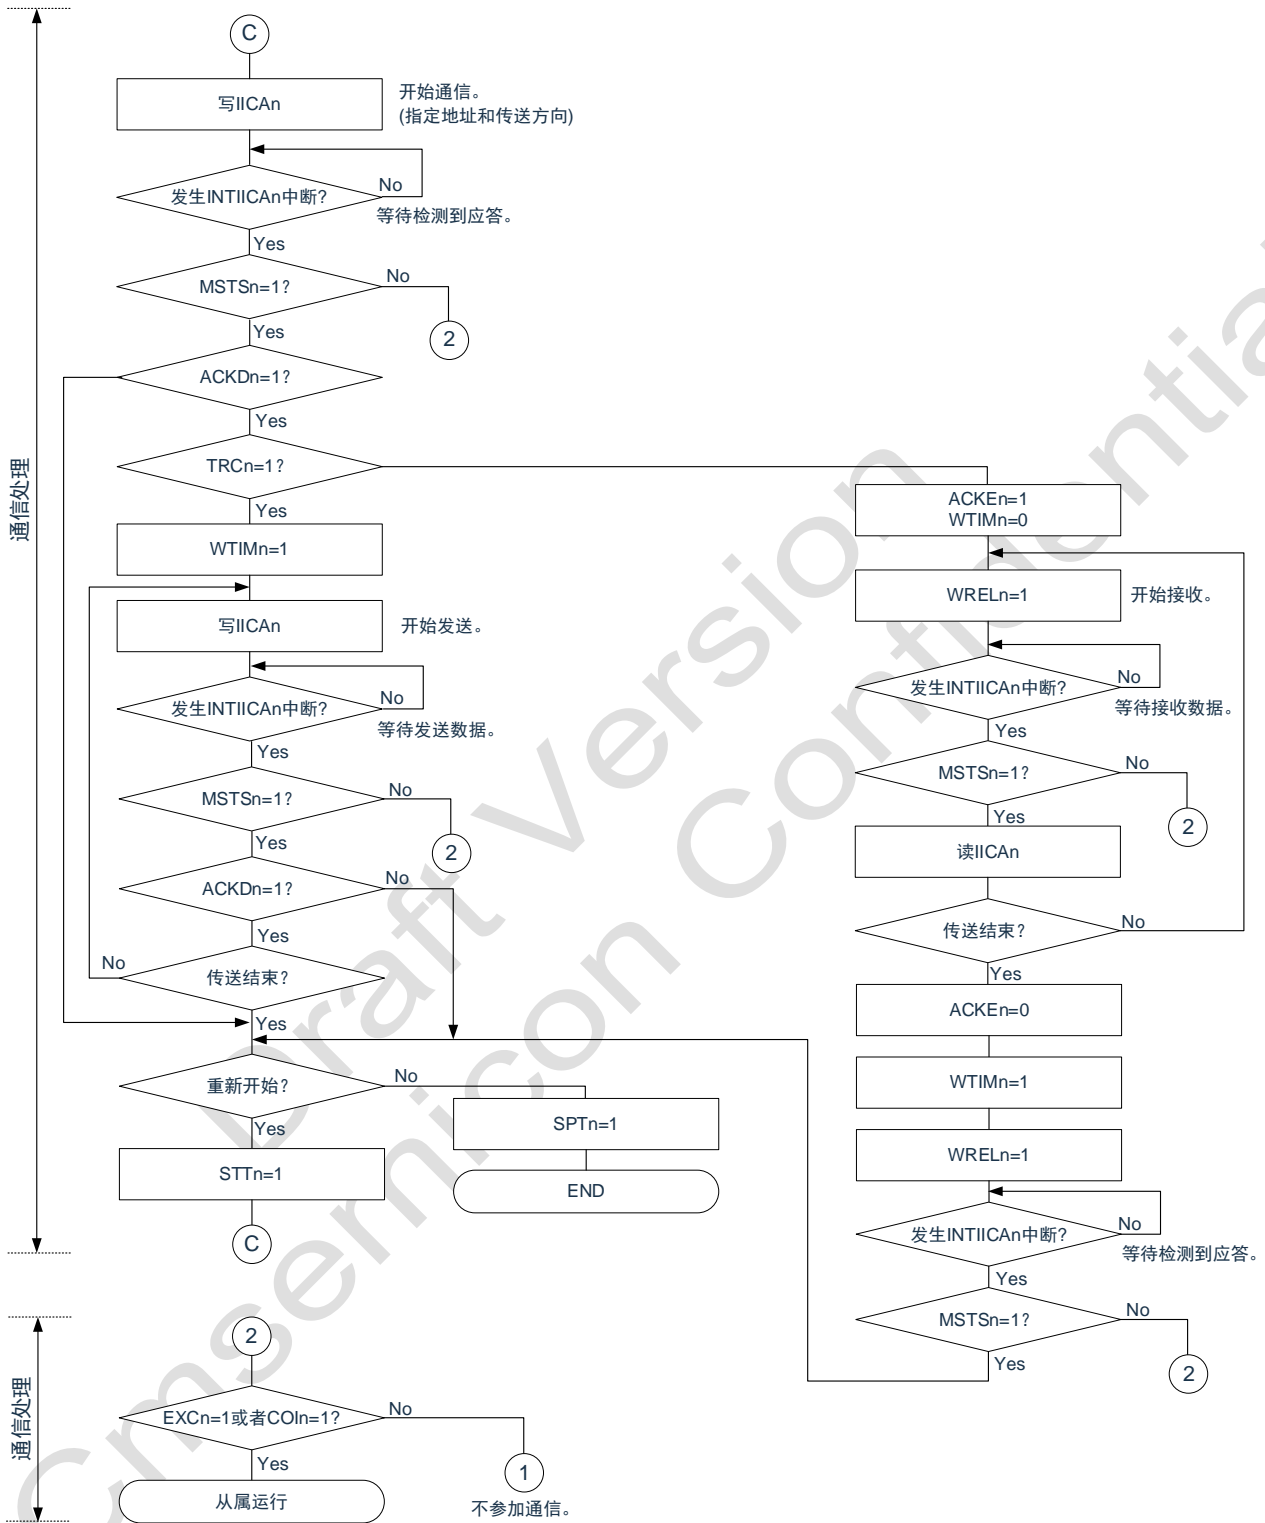 C
写IICAn
开始通信。
(指定地址和传送方向)
发生INTIICAn中断?
No
等待检测到应答。
Yes
MSTSn=1?
No
2
Yes
ACKDn=1?
Yes
TRCn=1?
Yes
WTIMn=1
写IICAn
开始发送。
发生INTIICAn中断?
No
等待发送数据。
Yes
MSTSn=1?
No
2
Yes
ACKDn=1?
No
Yes
传送结束?
No
Yes
重新开始?
No
Yes
STTn=1
C
SPTn=1
END
ACKEn=1
WTIMn=0
WRELn=1
开始接收。
发生INTIICAn中断?
No
等待接收数据。
Yes
MSTSn=1?
No
2
Yes
读IICAn
传送结束?
No
Yes
ACKEn=0
WTIMn=1
WRELn=1
发生INTIICAn中断?
No
等待检测到应答。
Yes
MSTSn=1?
No
2
Yes
通信处理
2
EXCn=1或者COIn=1?
No
1
不参加通信。
Yes
从属运行
通信处理
Draft Version
Cmsemicon Confidentia